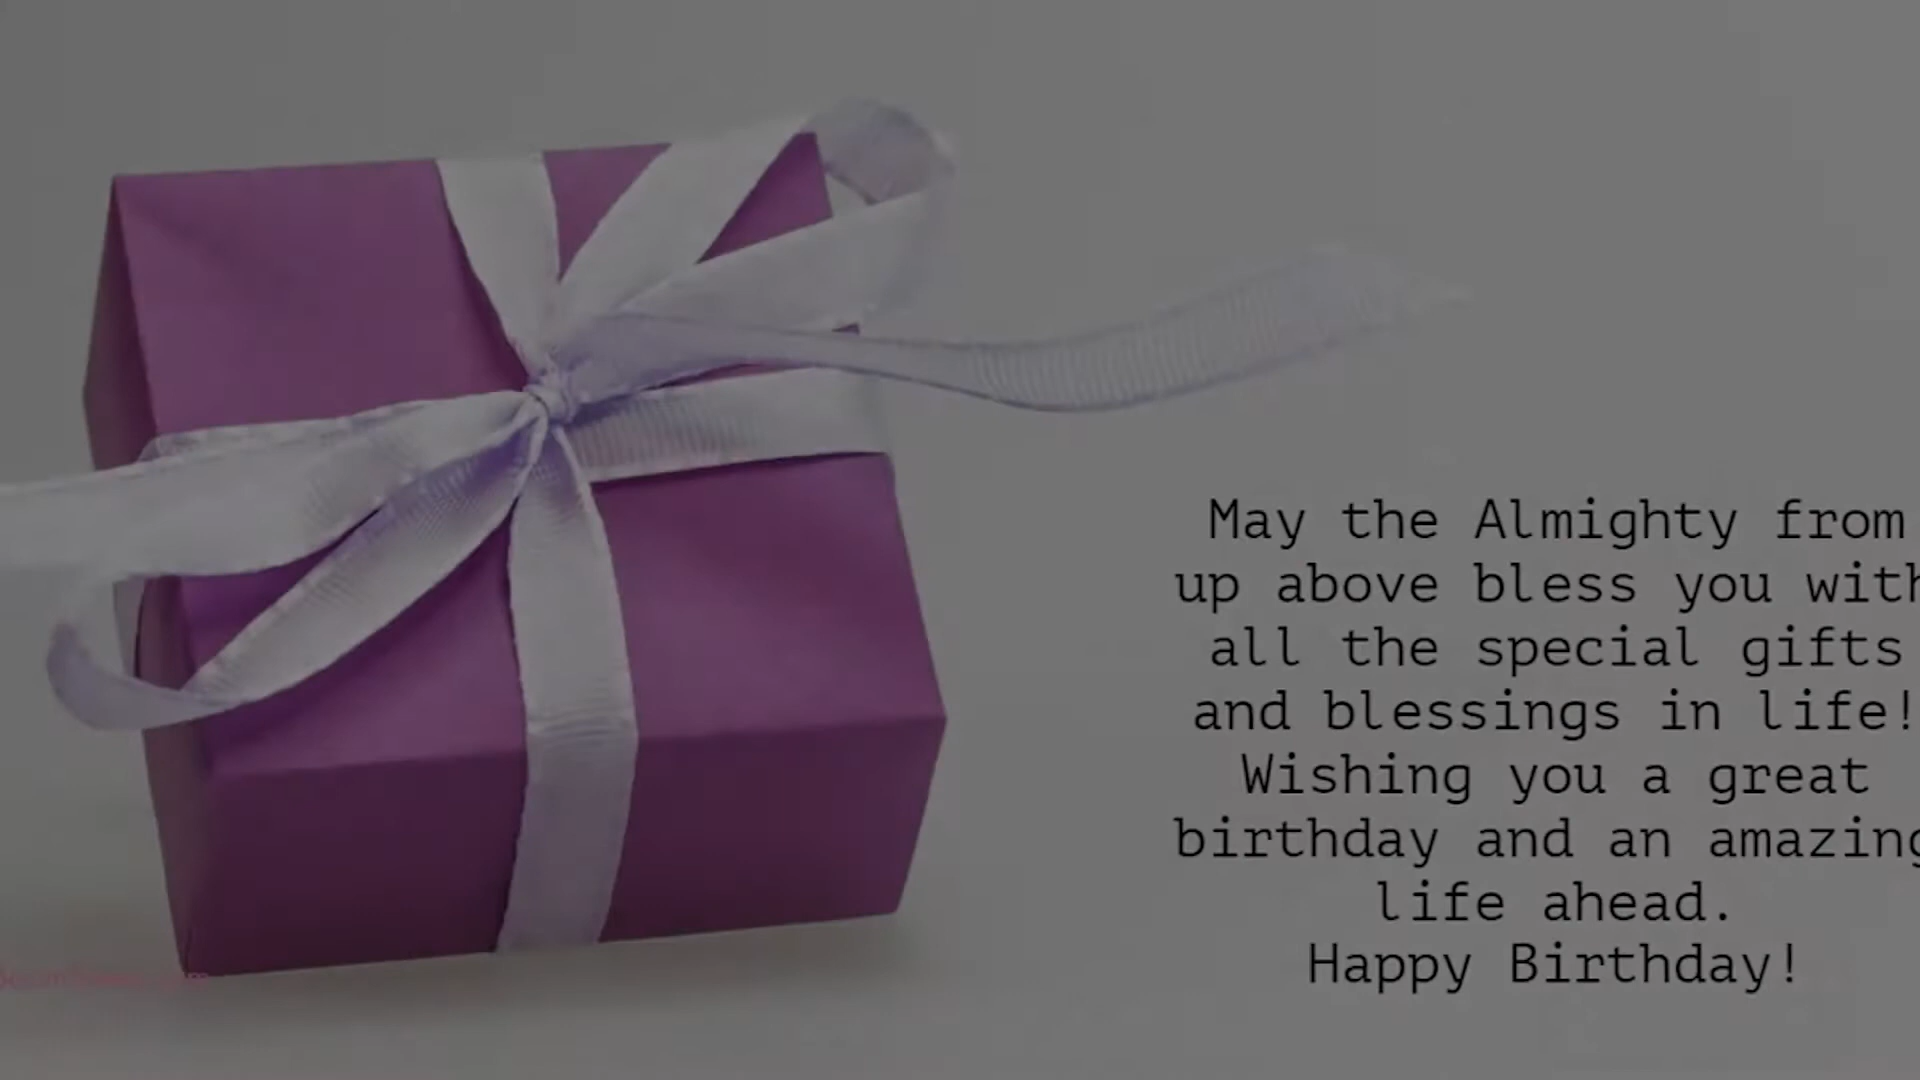 May the Almighty from
up above bless you with
all the special gifts
and blessings in life!
Wishing you a great
birthday and an amazing
life ahead.
Happy Birthday!